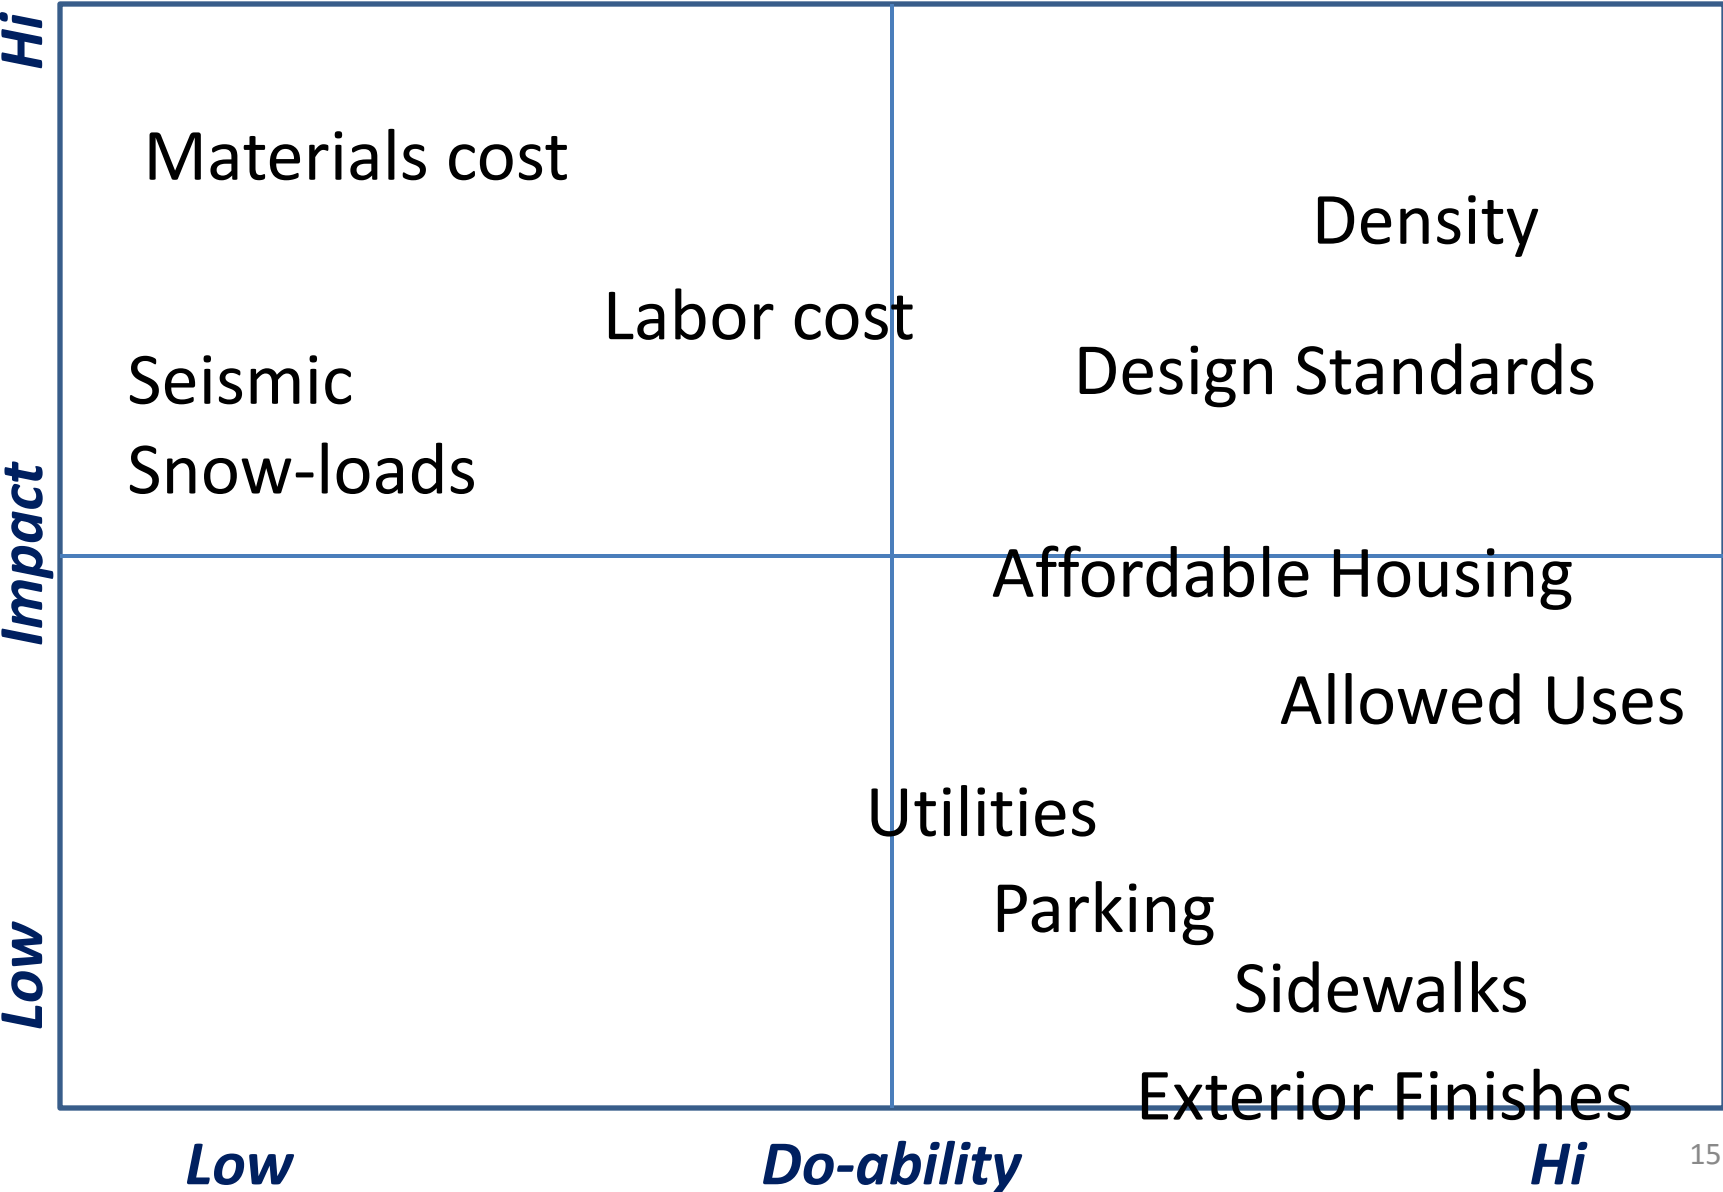 Hi
Materials cost
Density
Labor cost
Design Standards
Seismic
Snow-loads
Impact
Affordable Housing
Allowed Uses
Utilities
Parking
Low
Sidewalks
Exterior Finishes
Low
Do-ability
Hi
15